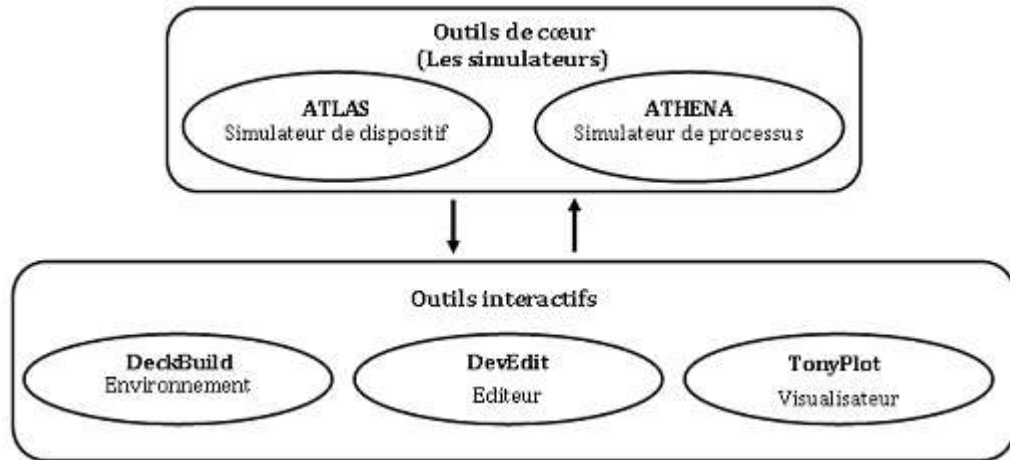 Outils de cœur
(Les simulateurs)
ATLAS
Simulateur de dispositif
ATHENA
Simulateur de processus
Outils interactifs
DeckBuild
Environnement
DevEdit
Editeur
TonyPlot
Visualisateur